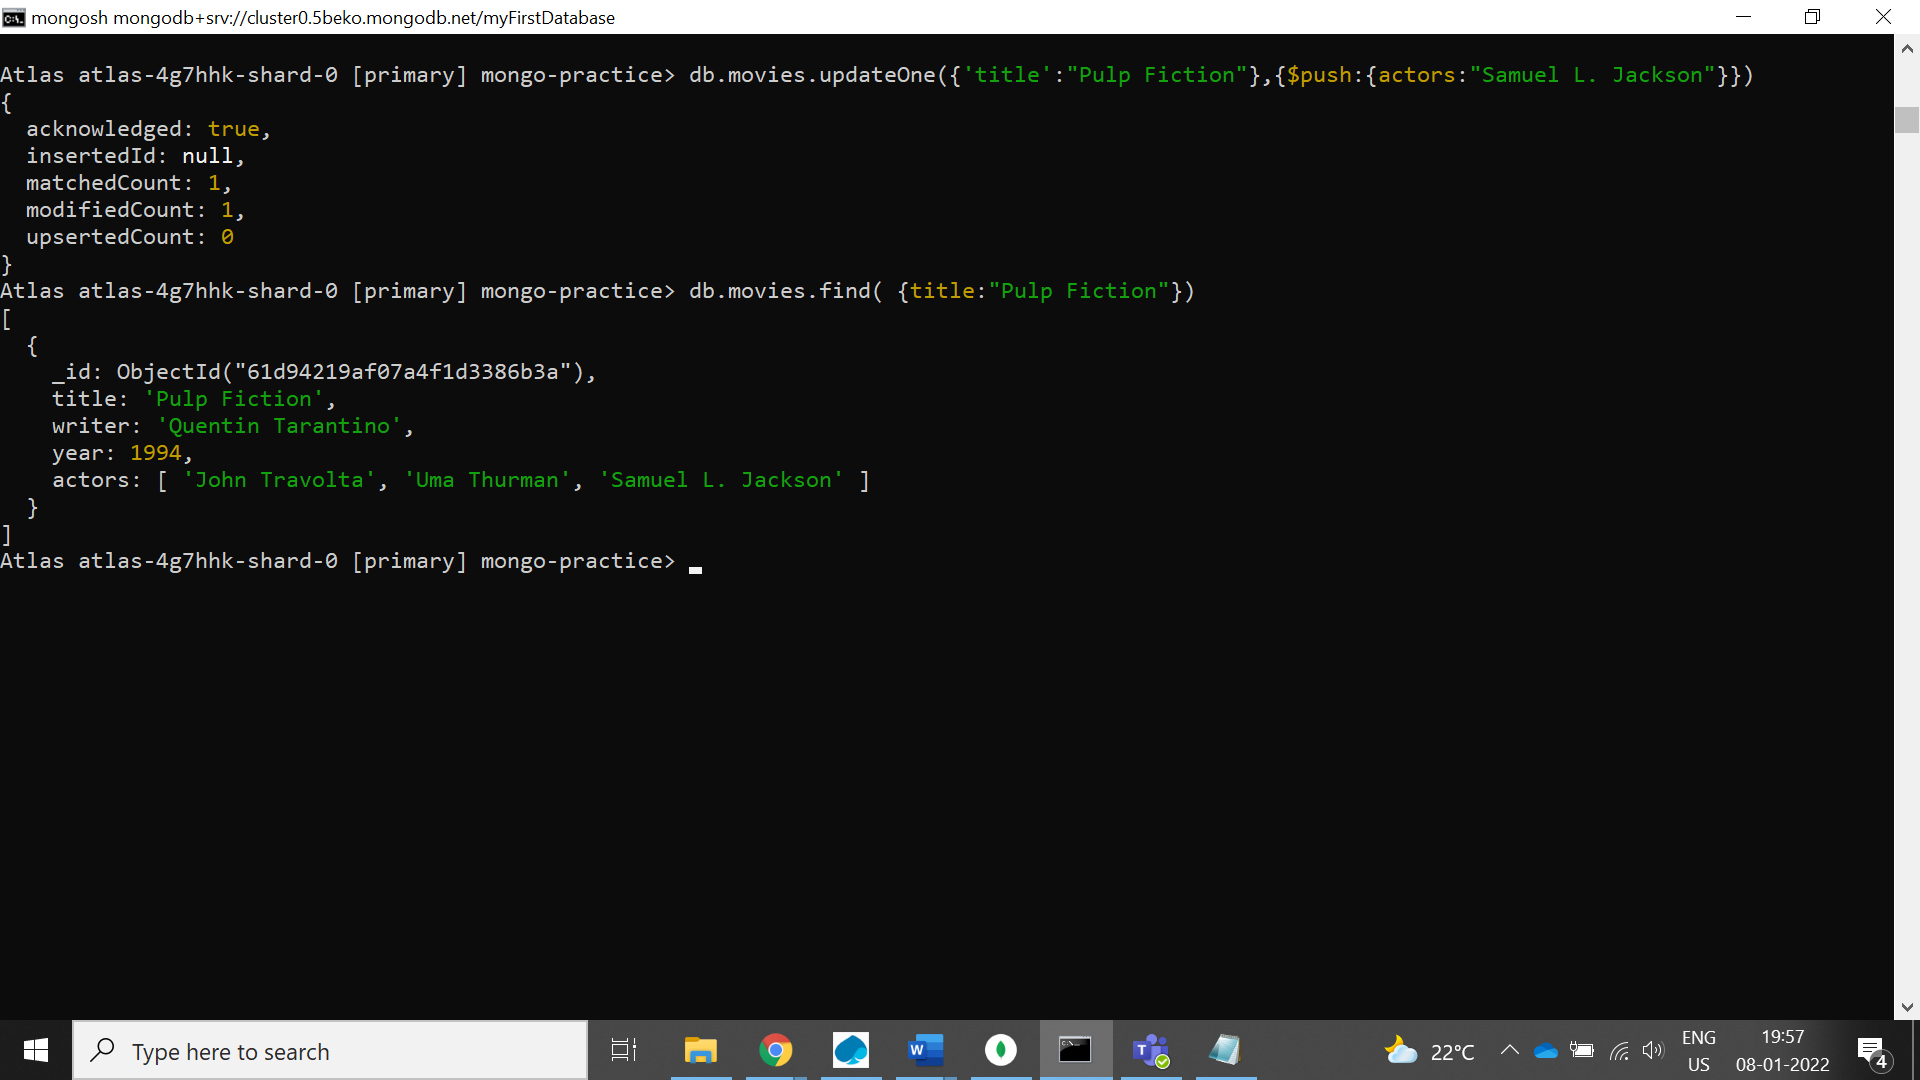 mongosh mongodb+srv://cluster0.5beko.mongodb.net/myFirstDatabase
Atlas atlas-4g7hhk-shard-0 [primary] mongo-practice> db.movies.updateOne({'title':"Pulp Fiction"},{$push:{actors:"Samuel L. Jackson"}})
{
  acknowledged: true,
  insertedId: null,
  matchedCount: 1,
  modifiedCount: 1,
  upsertedCount: 0
}
Atlas atlas-4g7hhk-shard-0 [primary] mongo-practice> db.movies.find( {title:"Pulp Fiction"})
[
  {
    _id: ObjectId("61d94219af07a4f1d3386b3a"),
    title: 'Pulp Fiction',
    writer: 'Quentin Tarantino',
    year: 1994,
    actors: [ 'John Travolta', 'Uma Thurman', 'Samuel L. Jackson' ]
  }
]
Atlas atlas-4g7hhk-shard-0 [primary] mongo-practice>
Type here to search
22°C
ENG
US
19:57
08-01-2022
4